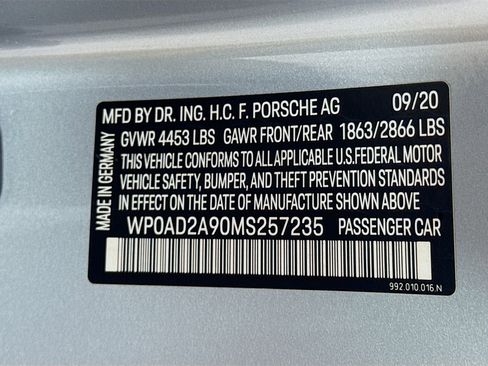 MFD BY DR. ING. H.C. F. PORSCHE AG 09/20
GVWR 4453 LBS GAWR FRONT/REAR 1863/2866 LBS
THIS VEHICLE CONFORMS TO ALL APPLICABLE U.S.FEDERAL MOTOR
VEHICLE SAFETY, BUMPER, AND THEFT PREVENTION STANDARDS
IN EFFECT ON THE DATE OF MANUFACTURE SHOWN ABOVE
WP0AD2A90MS257235 PASSENGER CAR
992.010.016.N
MADE IN GERMANY